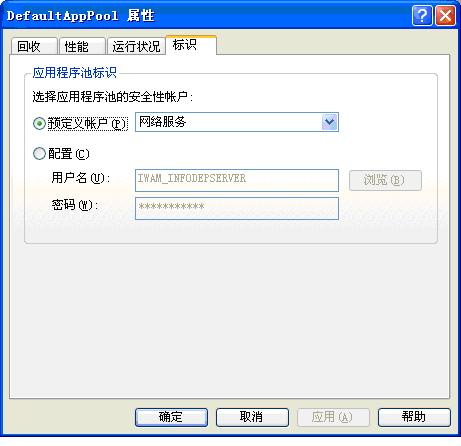 DefaultAppPool 属性
回收 性能 运行状况 标识
应用程序池标识
选择应用程序池的安全性帐户:
预定义帐户(P) 网络服务
配置(C)
用户名(U): IWAM_INFODEPSERVER 浏览(B)
密码(W): ***********
确定 取消 应用(A) 帮助